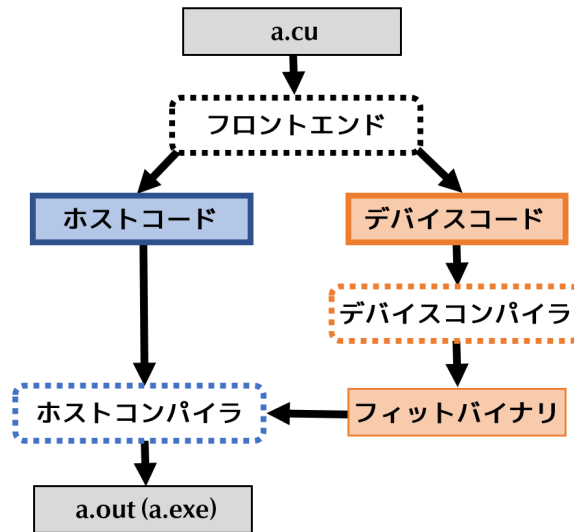 a.cu
フロントエンド
ホストコード
デバイスコード
デバイスコンパイラ
ホストコンパイラ
フィットバイナリ
a.out (a.exe)